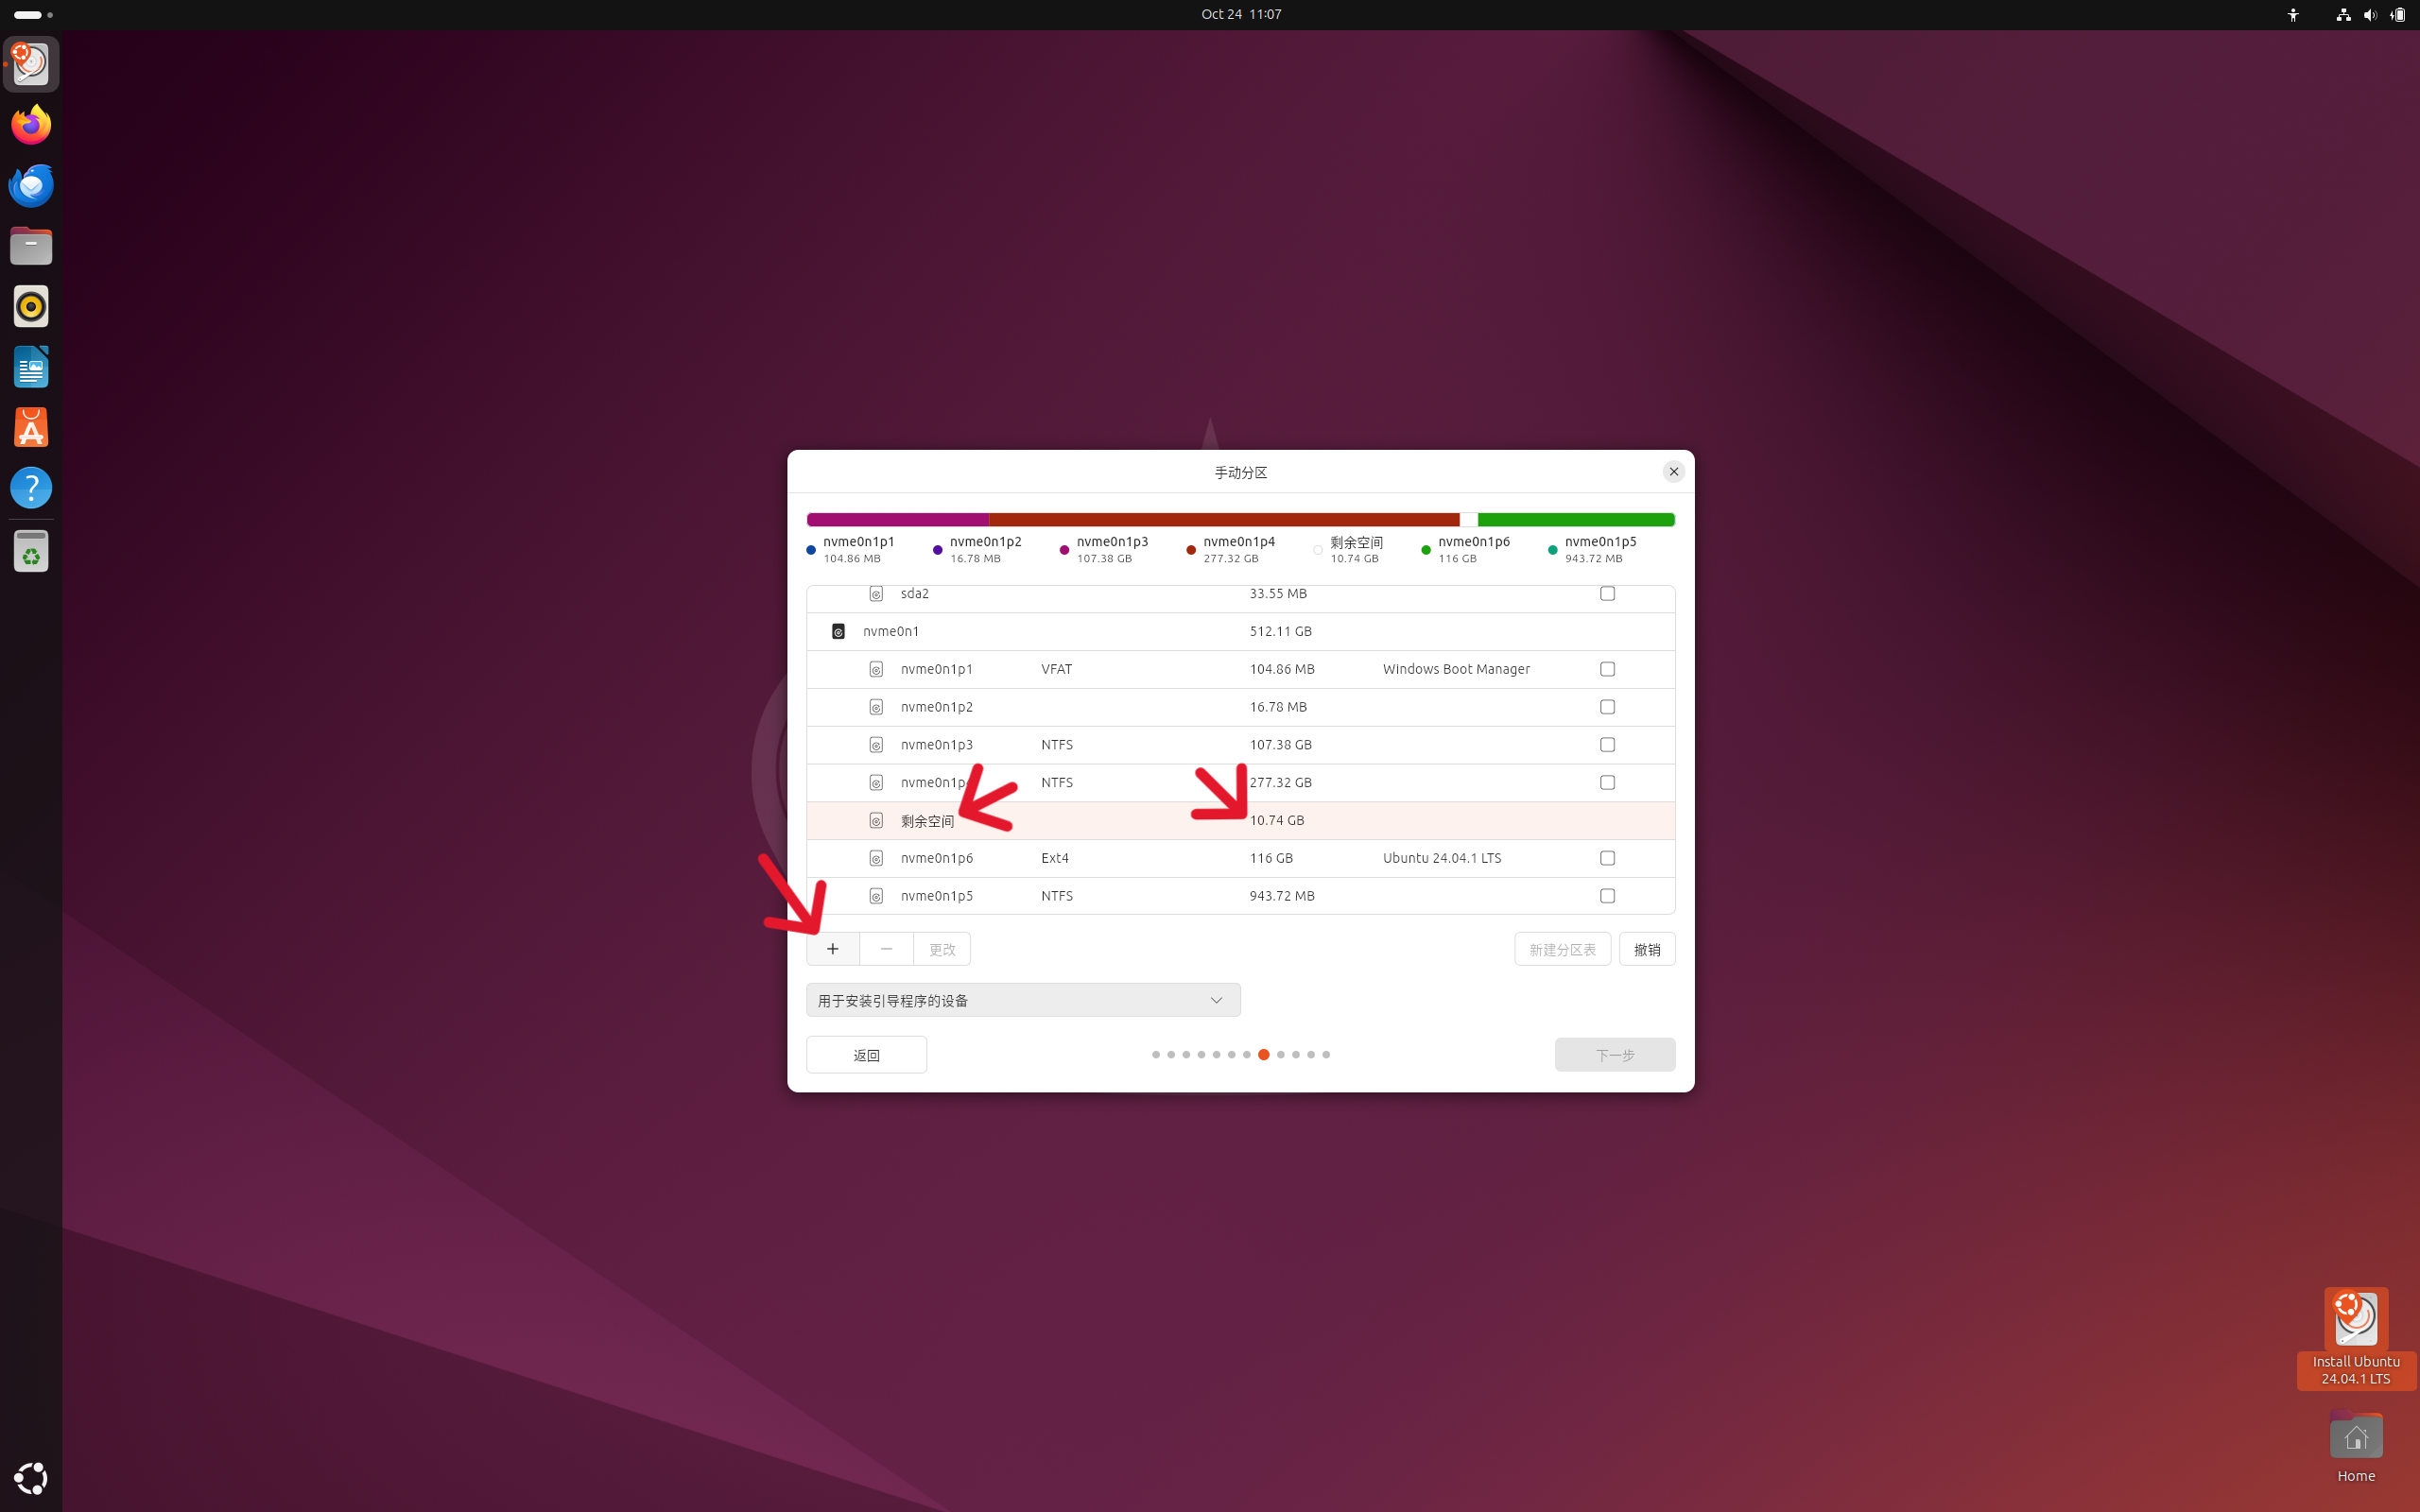 Oct 24 11:07
手动分区
nvme0n1p1
104.86 MB
nvme0n1p2
16.78 MB
nvme0n1p3
107.38 GB
nvme0n1p4
277.32 GB
剩余空间
10.74 GB
nvme0n1p6
116 GB
nvme0n1p5
943.72 MB
sda2 33.55 MB
nvme0n1 512.11 GB
nvme0n1p1 VFAT 104.86 MB Windows Boot Manager
nvme0n1p2 16.78 MB
nvme0n1p3 NTFS 107.38 GB
nvme0n1p NTFS 277.32 GB
剩余空间 10.74 GB
nvme0n1p6 Ext4 116 GB Ubuntu 24.04.1 LTS
nvme0n1p5 NTFS 943.72 MB
+ − 更改 新建分区表 撤销
用于安装引导程序的设备
返回 下一步
Install Ubuntu
24.04.1 LTS
Home